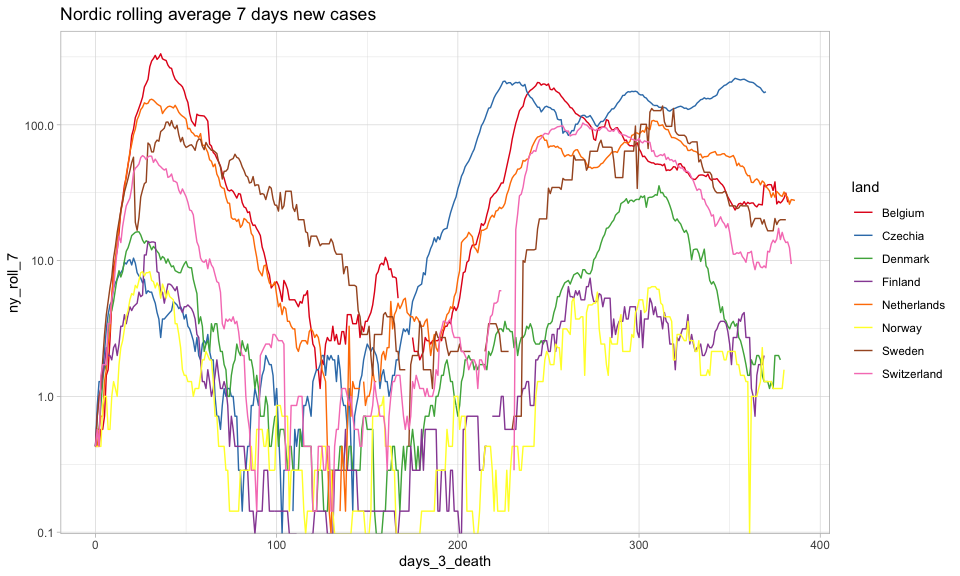 Nordic rolling average 7 days new cases
ny_roll_7
100.0
10.0
1.0
0.1
0 100 200 300 400
days_3_death
land
Belgium
Czechia
Denmark
Finland
Netherlands
Norway
Sweden
Switzerland